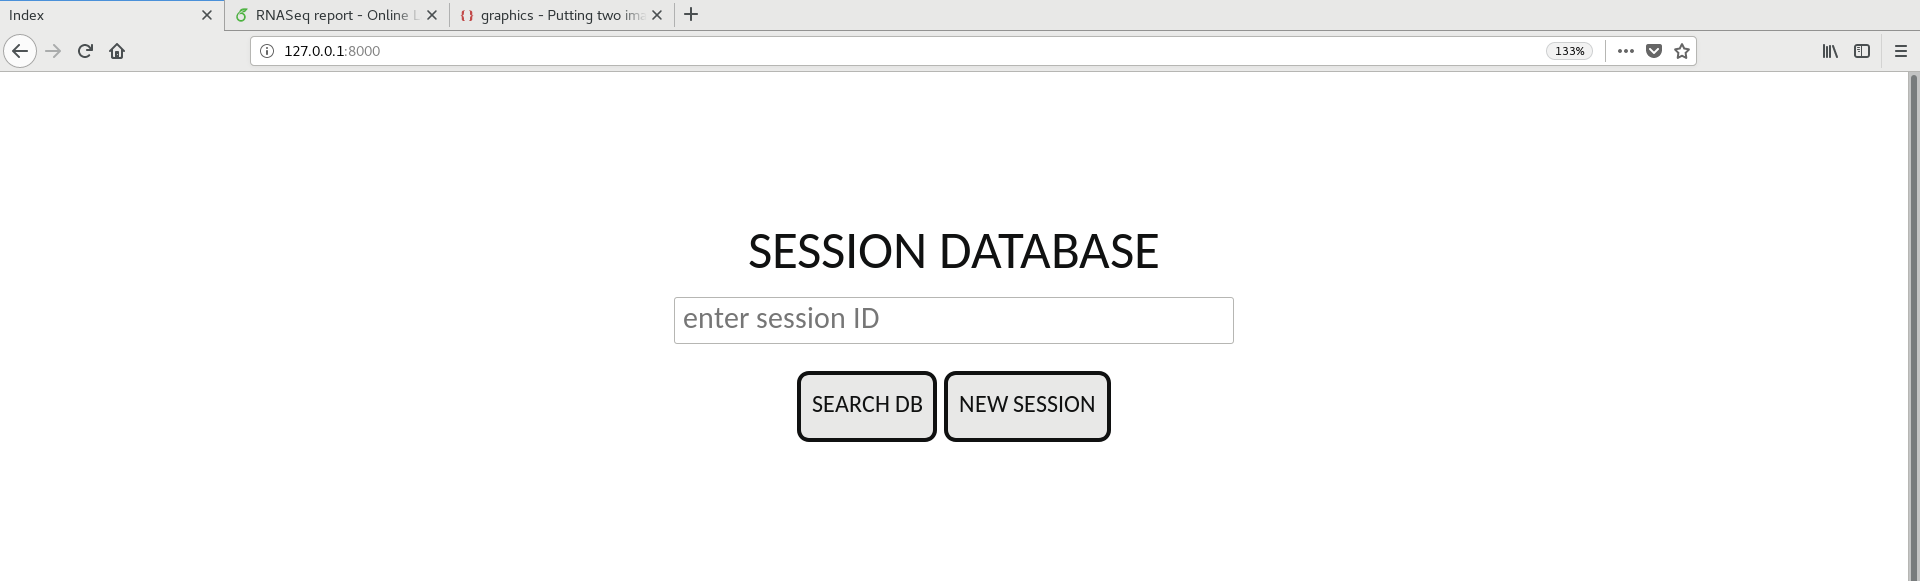 Index
RNASeq report - Online L
graphics - Putting two ima
127.0.0.1:8000
133%
SESSION DATABASE
enter session ID
SEARCH DB NEW SESSION